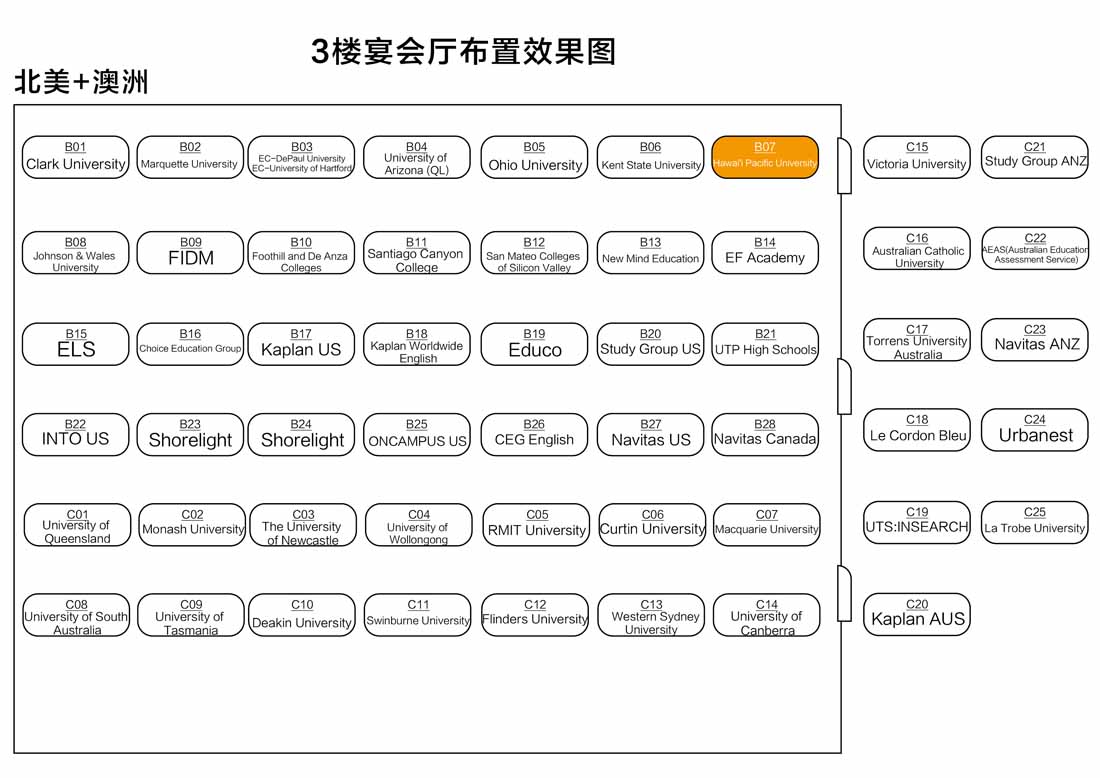 3楼宴会厅布置效果图
北美+澳洲
B01
Clark University
B02
Marquette University
B03
EC-DePaul University
EC-University of Hartford
B04
University of
Arizona (QL)
B05
Ohio University
B06
Kent State University
B07
Hawai'i Pacific University
C15
Victoria University
C21
Study Group ANZ
B08
Johnson & Wales
University
B09
FIDM
B10
Foothill and De Anza
Colleges
B11
Santiago Canyon
College
B12
San Mateo Colleges
of Silicon Valley
B13
New Mind Education
B14
EF Academy
C16
Australian Catholic
University
C22
AEAS(Australian Education
Assessment Service)
B15
ELS
B16
Choice Education Group
B17
Kaplan US
B18
Kaplan Worldwide
English
B19
Educo
B20
Study Group US
B21
UTP High Schools
C17
Torrens University
Australia
C23
Navitas ANZ
B22
INTO US
B23
Shorelight
B24
Shorelight
B25
ONCAMPUS US
B26
CEG English
B27
Navitas US
B28
Navitas Canada
C18
Le Cordon Bleu
C24
Urbanest
C01
University of
Queensland
C02
Monash University
C03
The University
of Newcastle
C04
University of
Wollongong
C05
RMIT University
C06
Curtin University
C07
Macquarie University
C19
UTS:INSEARCH
C25
La Trobe University
C08
University of South
Australia
C09
University of
Tasmania
C10
Deakin University
C11
Swinburne University
C12
Flinders University
C13
Western Sydney
University
C14
University of
Canberra
C20
Kaplan AUS